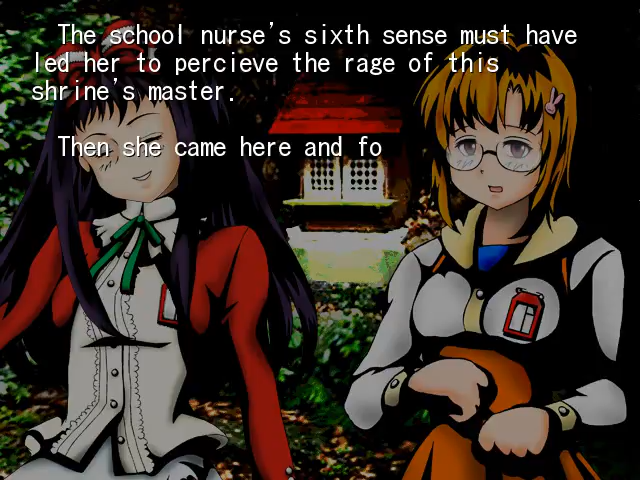 The school nurse's sixth sense must have
led her to percieve the rage of this
shrine's master.
Then she came here and fo